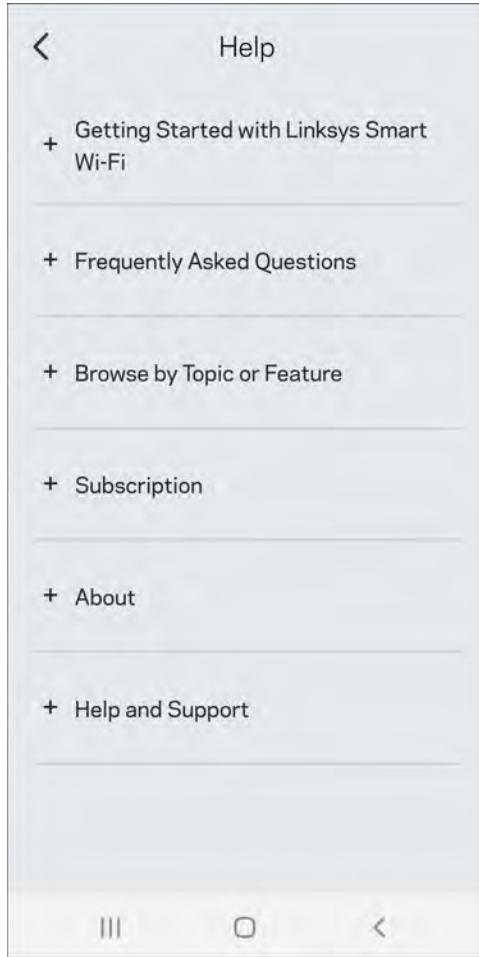 Help
Getting Started with Linksys Smart
Wi-Fi
Frequently Asked Questions
Browse by Topic or Feature
Subscription
About
Help and Support